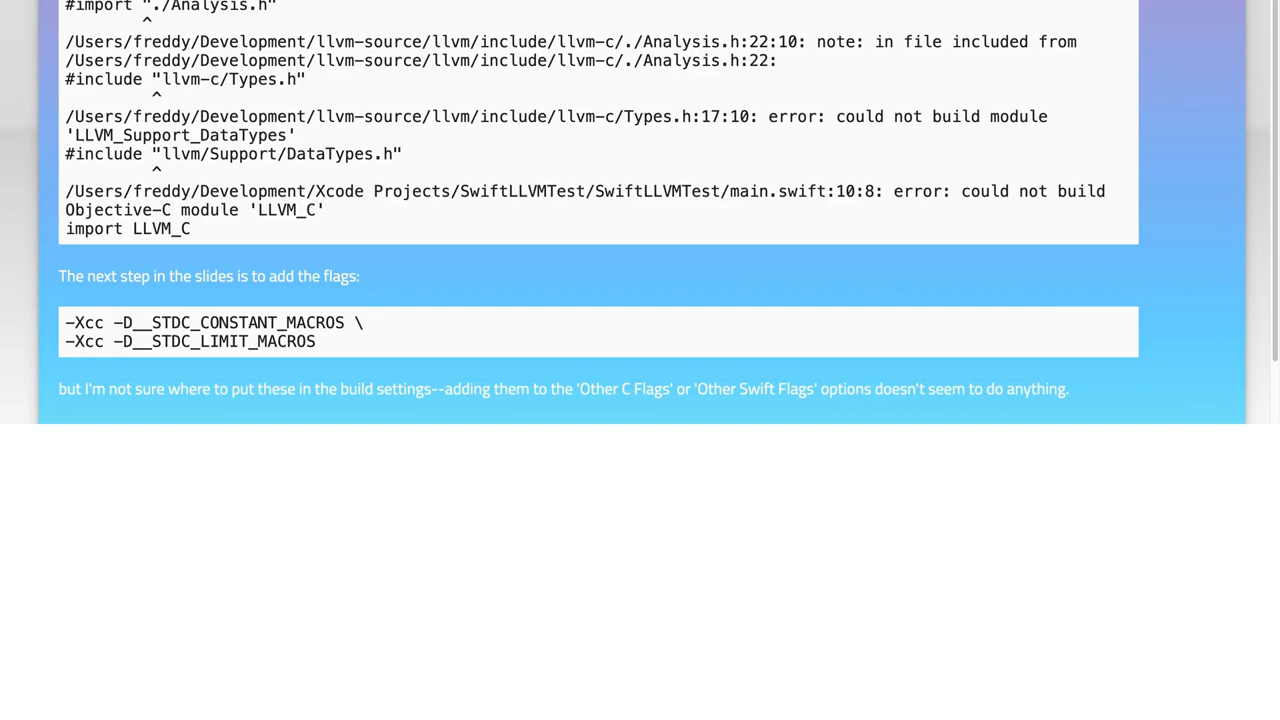 #import "./Analysis.h"
^
/Users/freddy/Development/llvm-source/llvm/include/llvm-c/./Analysis.h:22:10: note: in file included from
/Users/freddy/Development/llvm-source/llvm/include/llvm-c/./Analysis.h:22:
#include "llvm-c/Types.h"
^
/Users/freddy/Development/llvm-source/llvm/include/llvm-c/Types.h:17:10: error: could not build module
'LLVM_Support_DataTypes'
#include "llvm/Support/DataTypes.h"
^
/Users/freddy/Development/Xcode Projects/SwiftLLVMTest/SwiftLLVMTest/main.swift:10:8: error: could not build
Objective-C module 'LLVM_C'
import LLVM_C
The next step in the slides is to add the flags:
-Xcc -D__STDC_CONSTANT_MACROS \
-Xcc -D__STDC_LIMIT_MACROS
but I'm not sure where to put these in the build settings--adding them to the 'Other C Flags' or 'Other Swift Flags' options doesn't seem to do anything.